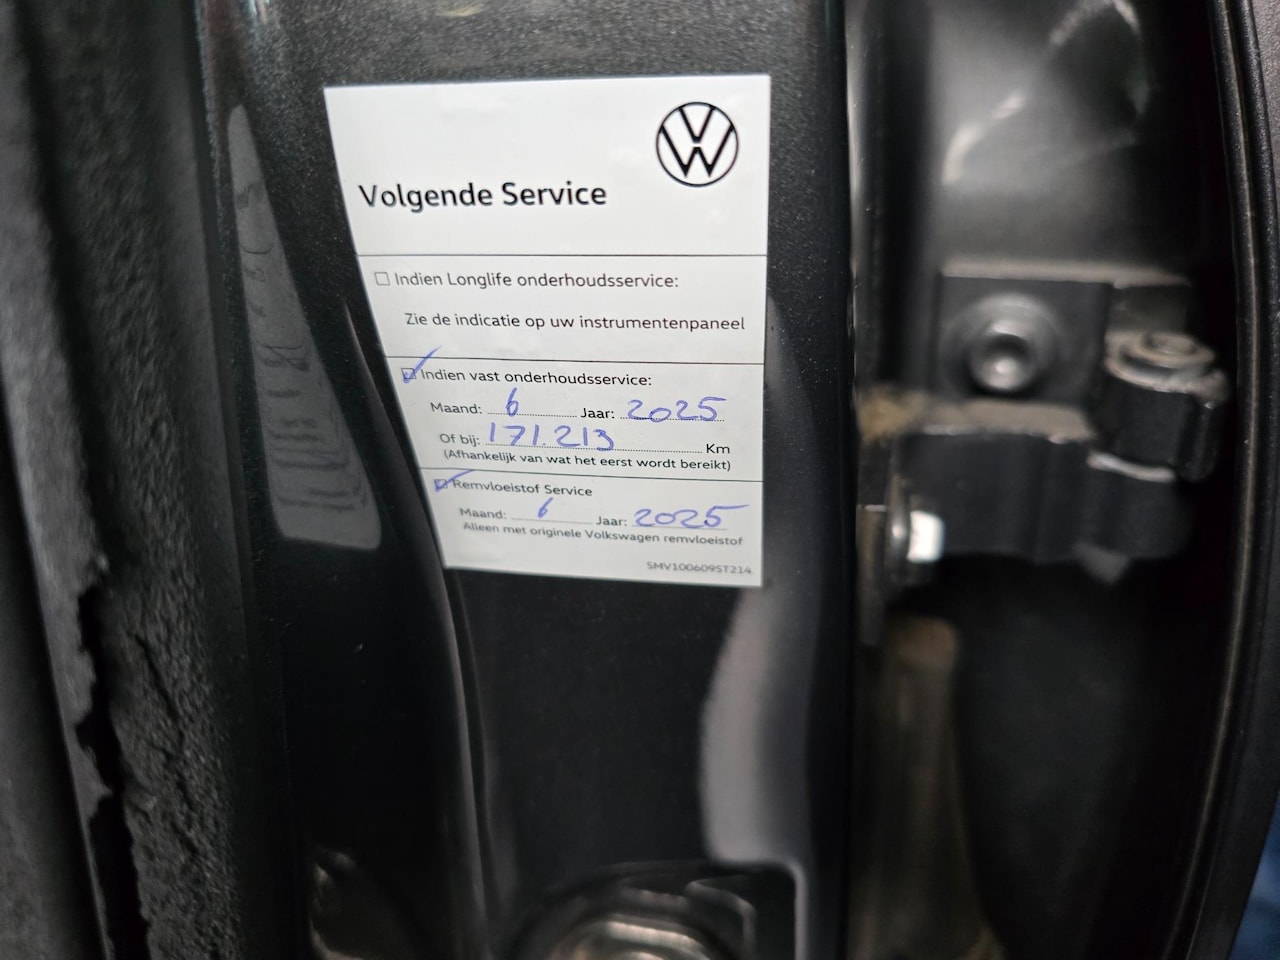 Volgende Service
Indien Longlife onderhoudsservice:
Zie de indicatie op uw instrumentenpaneel
Indien vast onderhoudsservice:
Maand: 6 Jaar: 2025
Of bij: 171.213 Km
(Afhankelijk van wat het eerst wordt bereikt)
Remvloeistof Service
Maand: 6 Jaar: 2025
Alleen met originele Volkswagen remvloeistof
SMV100609ST214